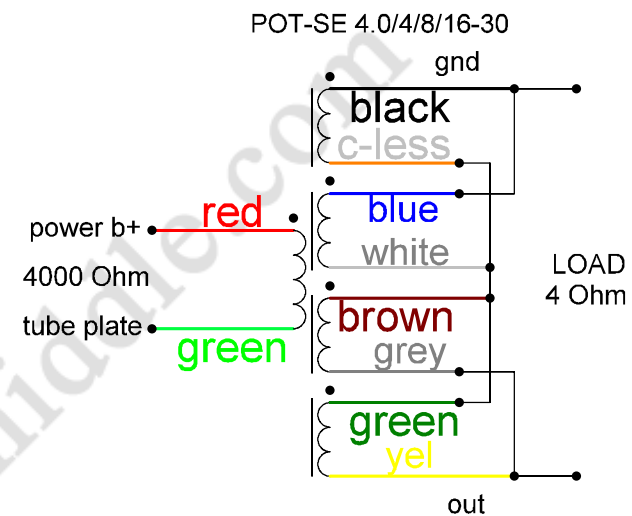 POT-SE 4.0/4/8/16-30
gnd
black
c-less
red
blue
power b+
white
4000 Ohm
LOAD
4 Ohm
brown
tube plate
green
grey
green
yel
out